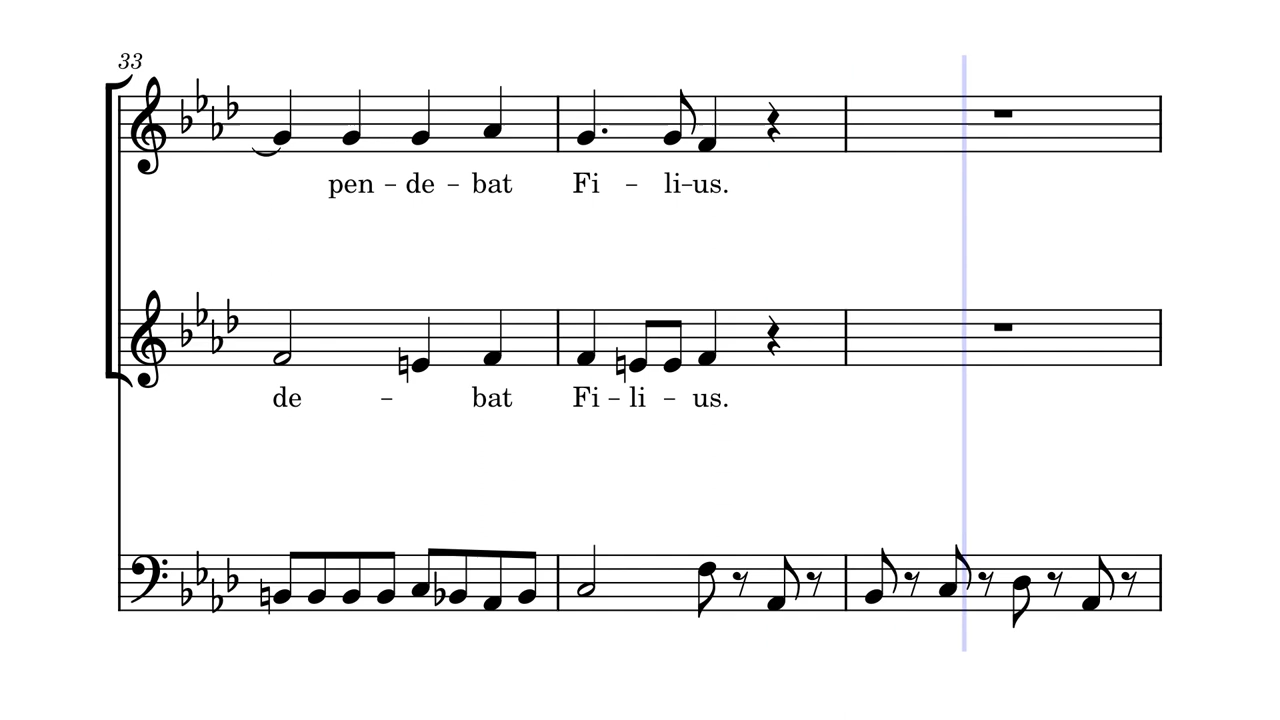 33
pen – de – bat Fi – li–us.
de – bat Fi – li – us.